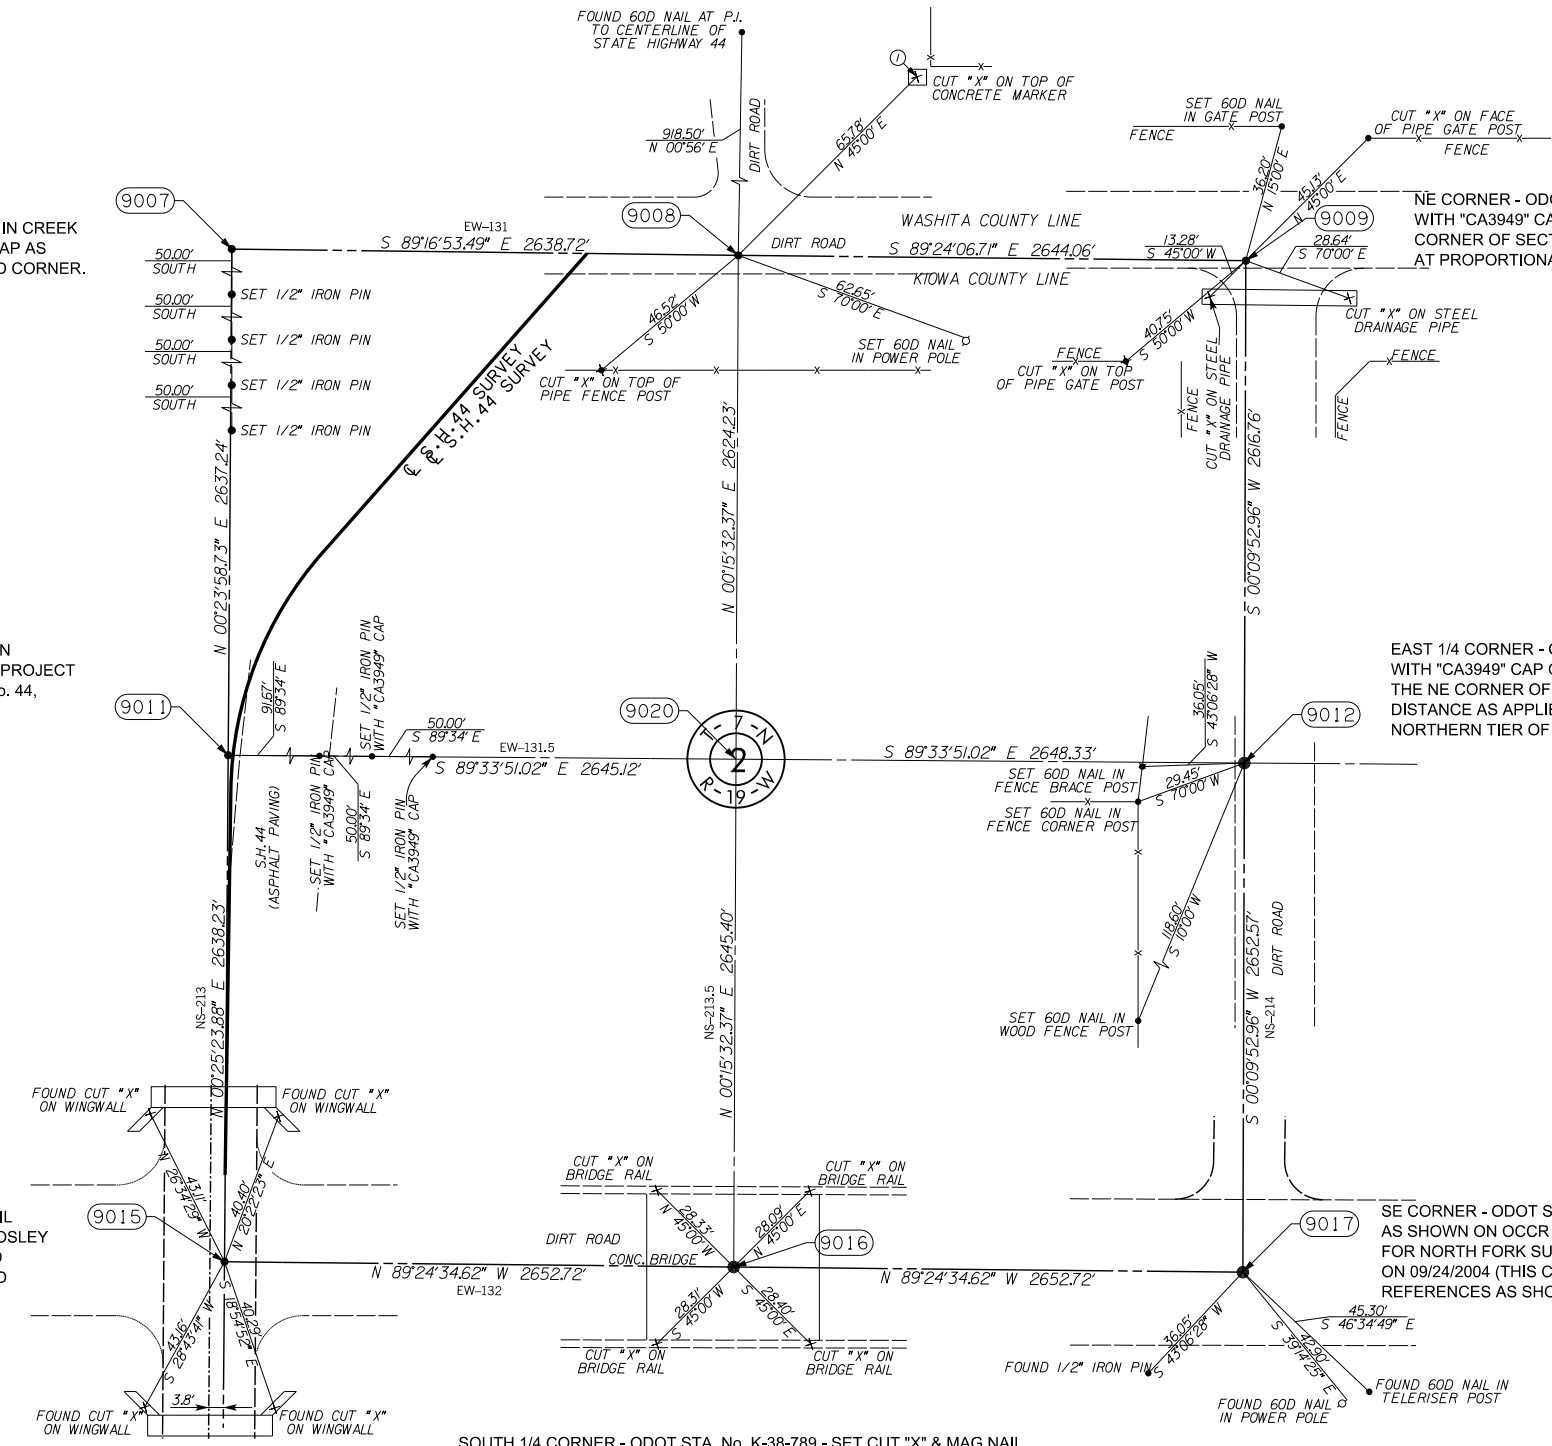 FOUND 60D NAIL AT P.I.
TO CENTERLINE OF
STATE HIGHWAY 44
1
CUT "X" ON TOP OF
CONCRETE MARKER
918.50'
N 00°56' E
DIRT ROAD
65.78'
N 45°00' E
SET 60D NAIL
IN GATE POST
FENCE
36.20'
N 15°00' E
CUT "X" ON FACE
OF PIPE GATE POST
FENCE
45.13'
N 45°00' E
9007
9008
9009
IN CREEK
AP AS
D CORNER.
NE CORNER - ODO
WITH "CA3949" CA
CORNER OF SECT
AT PROPORTIONA
EW-131
S 89°16'53.49" E 2638.72'
WASHITA COUNTY LINE
DIRT ROAD
S 89°24'06.71" E 2644.06'
KIOWA COUNTY LINE
13.28'
S 45°00' W
28.64'
S 70°00' E
50.00'
SOUTH
SET 1/2" IRON PIN
50.00'
SOUTH
SET 1/2" IRON PIN
50.00'
SOUTH
SET 1/2" IRON PIN
50.00'
SOUTH
SET 1/2" IRON PIN
46.52'
S 50°00' W
62.65'
S 70°00' E
SET 60D NAIL
IN POWER POLE
CUT "X" ON TOP OF
PIPE FENCE POST
40.75'
S 50°00' W
FENCE
CUT "X" ON TOP
OF PIPE GATE POST
CUT "X" ON STEEL
DRAINAGE PIPE
FENCE
FENCE
CUT "X" ON STEEL
DRAINAGE PIPE
FENCE
℄ S.H. 44 SURVEY
℄ S.H. 44 SURVEY
N 00°23'58.73" E 2637.24'
N 00°15'32.37" E 2624.23'
S 00°09'52.96" W 2616.76'
N
PROJECT
o. 44,
EAST 1/4 CORNER - O
WITH "CA3949" CAP O
THE NE CORNER OF
DISTANCE AS APPLIE
NORTHERN TIER OF
9011
9020
9012
91.67'
S 89°34' E
SET 1/2" IRON PIN
WITH "CA3949" CAP
50.00'
S 89°34' E
EW-131.5
S 89°33'51.02" E 2645.12'
T - 7 - N
2
R - 19 - W
S 89°33'51.02" E 2648.33'
36.05'
S 43°06'28" W
SET 60D NAIL IN
FENCE BRACE POST
29.45'
S 70°00' W
SET 60D NAIL IN
FENCE CORNER POST
S.H. 44
(ASPHALT PAVING)
SET 1/2" IRON PIN
WITH "CA3949" CAP
50.00'
S 89°34' E
SET 1/2" IRON PIN
WITH "CA3949" CAP
118.60'
S 10°00' W
SET 60D NAIL IN
WOOD FENCE POST
NS-213
N 00°25'23.88" E 2638.23'
NS-213.5
N 00°15'32.37" E 2645.40'
S 00°09'52.96" W 2652.57'
NS-214
DIRT ROAD
FOUND CUT "X"
ON WINGWALL
FOUND CUT "X"
ON WINGWALL
43.11'
N 26°34'29" W
40.40'
N 20°22'23" E
CUT "X" ON
BRIDGE RAIL
CUT "X" ON
BRIDGE RAIL
28.33'
N 45°00' W
28.09'
N 45°00' E
9015
9016
9017
IL
OSLEY
D
D
SE CORNER - ODOT S
AS SHOWN ON OCCR
FOR NORTH FORK SU
ON 09/24/2004 (THIS C
REFERENCES AS SHO
DIRT ROAD
CONC. BRIDGE
N 89°24'34.62" W 2652.72'
EW-132
N 89°24'34.62" W 2652.72'
43.16'
S 28°43'41" W
40.29'
S 18°54'52" E
28.31'
S 45°00' W
28.40'
S 45°00' E
CUT "X" ON
BRIDGE RAIL
CUT "X" ON
BRIDGE RAIL
36.05'
S 43°06'28" W
45.30'
S 46°34'49" E
42.90'
S 39°14'25" E
FOUND 1/2" IRON PIN
FOUND 60D NAIL
IN POWER POLE
FOUND 60D NAIL IN
TELERISER POST
3.8'
FOUND CUT "X"
ON WINGWALL
FOUND CUT "X"
ON WINGWALL
SOUTH 1/4 CORNER - ODOT STA. No. K-38-789 - SET CUT "X" & MAG NAIL